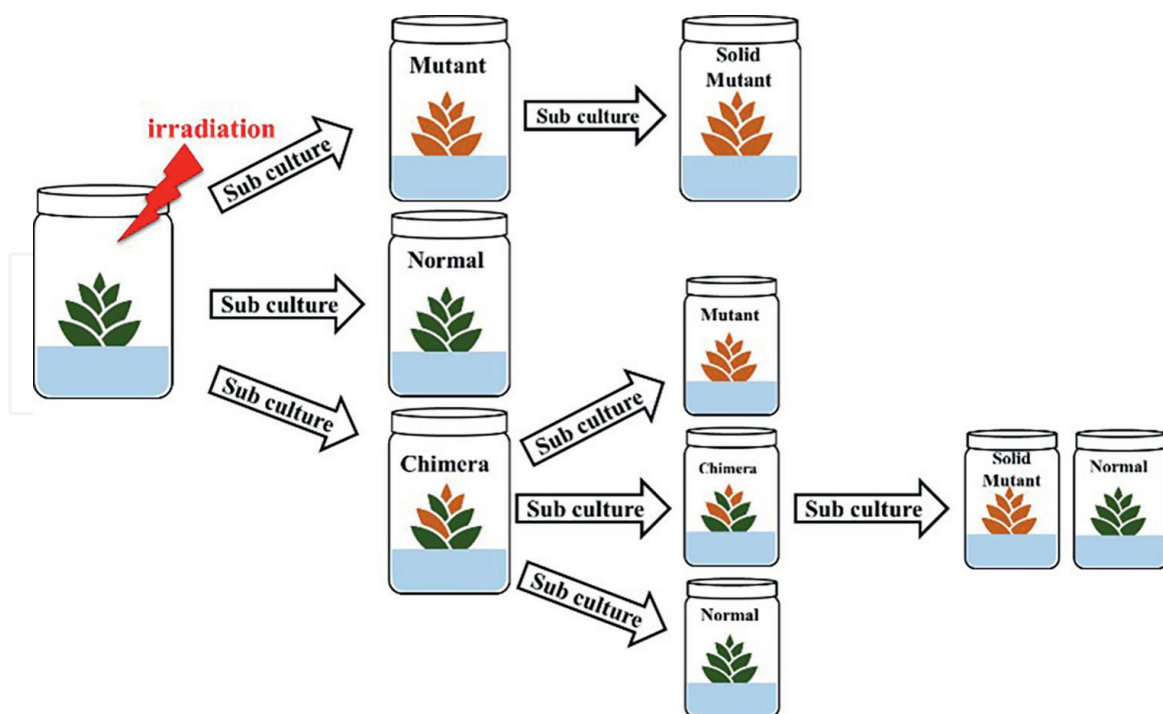 irradiation
Sub culture
Mutant
Sub culture
Solid
Mutant
Sub culture
Normal
Sub culture
Chimera
Sub culture
Mutant
Sub culture
Chimera
Sub culture
Solid
Mutant
Normal
Sub culture
Normal